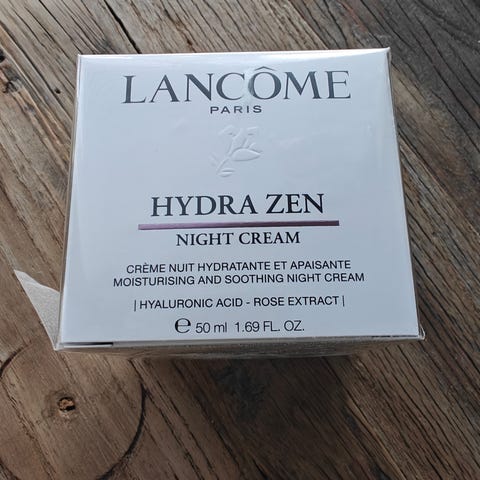 LANCÔME
PARIS
HYDRA ZEN
NIGHT CREAM
CRÈME NUIT HYDRATANTE ET APAISANTE
MOISTURISING AND SOOTHING NIGHT CREAM
| HYALURONIC ACID - ROSE EXTRACT |
℮ 50 ml 1.69 FL. OZ.